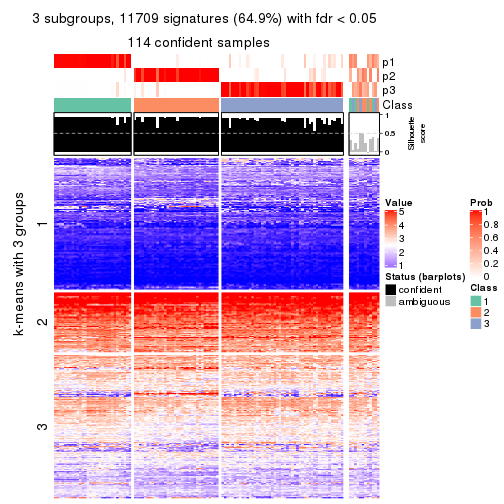 3 subgroups, 11709 signatures (64.9%) with fdr < 0.05
114 confident samples
p1
p2
p3
Class
1
0.5
0
Silhouette
score
k-means with 3 groups
1
2
3
Value
5
4
3
2
1
Status (barplots)
confident
ambiguous
Prob
1
0.8
0.6
0.4
0.2
0
Class
1
2
3